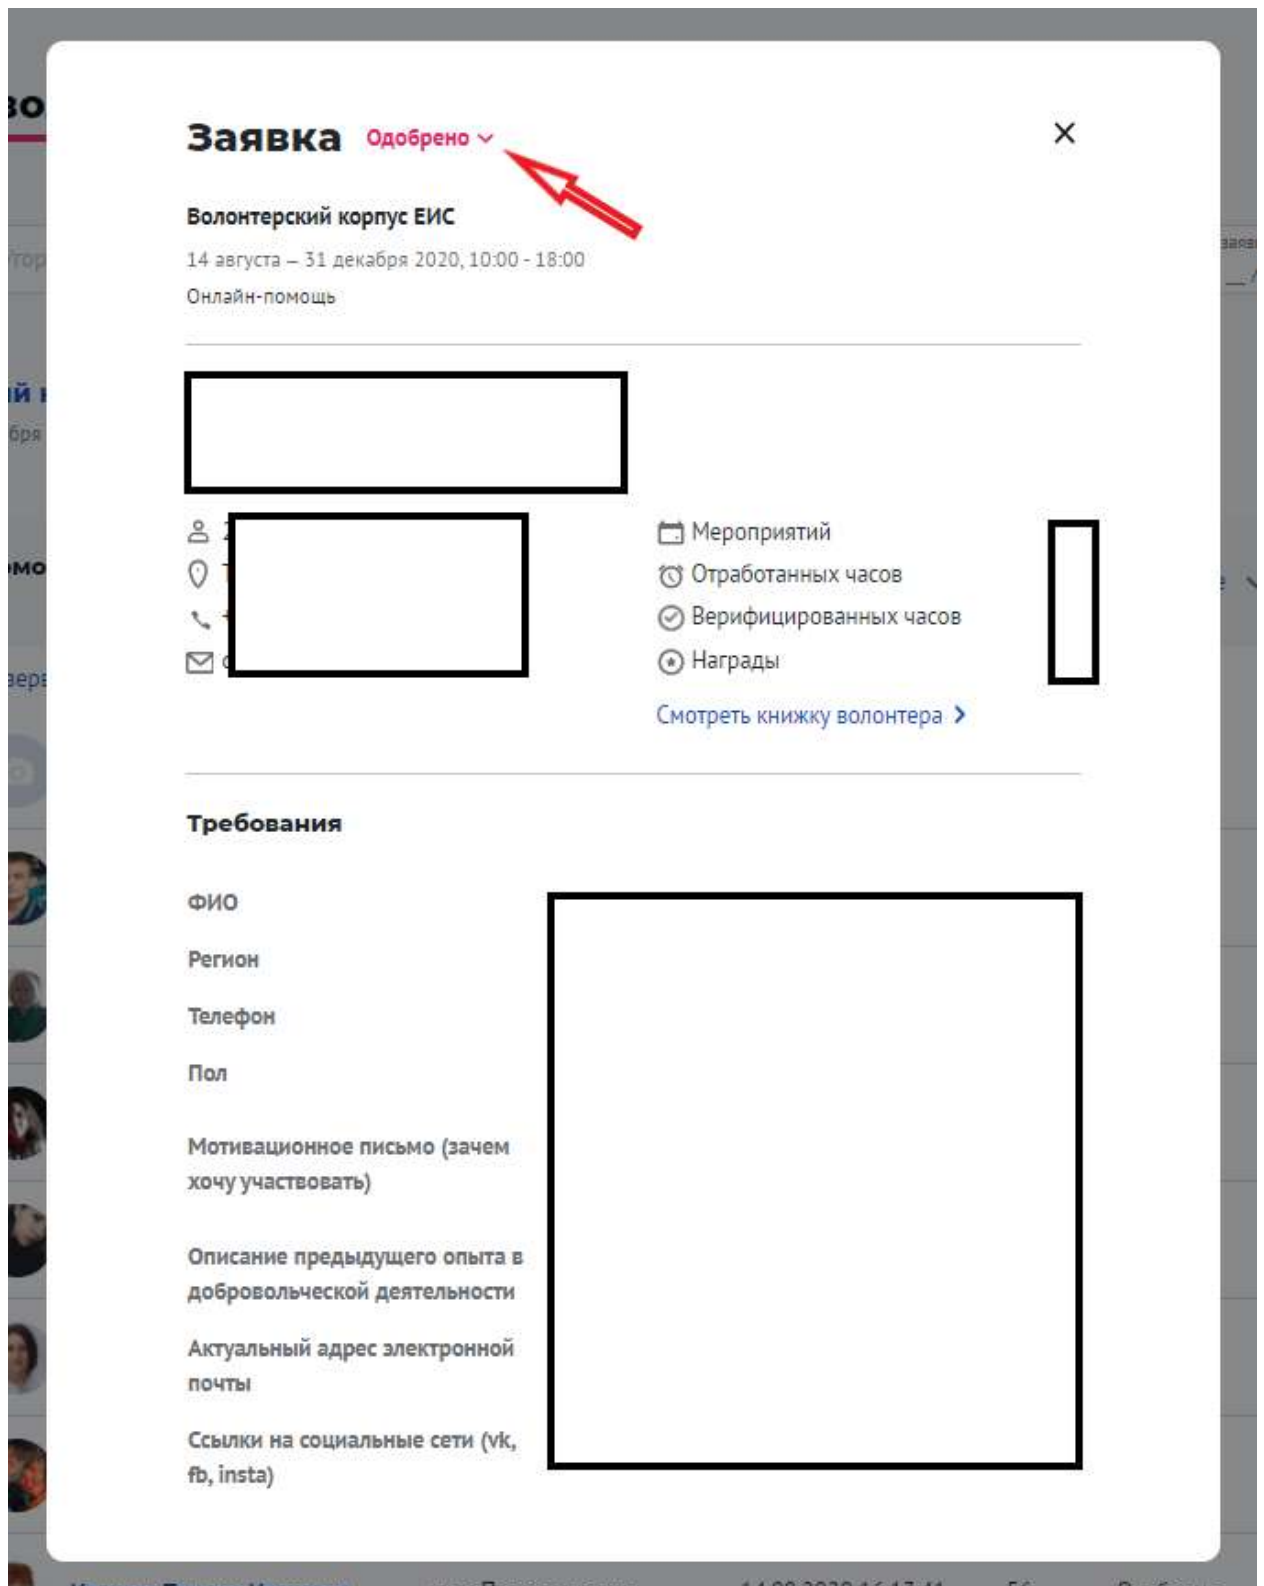 Заявка Одобрено
Волонтерский корпус ЕИС
14 августа – 31 декабря 2020, 10:00 - 18:00
Онлайн-помощь
Мероприятий
Отработанных часов
Верифицированных часов
Награды
Смотреть книжку волонтера
Требования
ФИО
Регион
Телефон
Пол
Мотивационное письмо (зачем
хочу участвовать)
Описание предыдущего опыта в
добровольческой деятельности
Актуальный адрес электронной
почты
Ссылки на социальные сети (vk,
fb, insta)